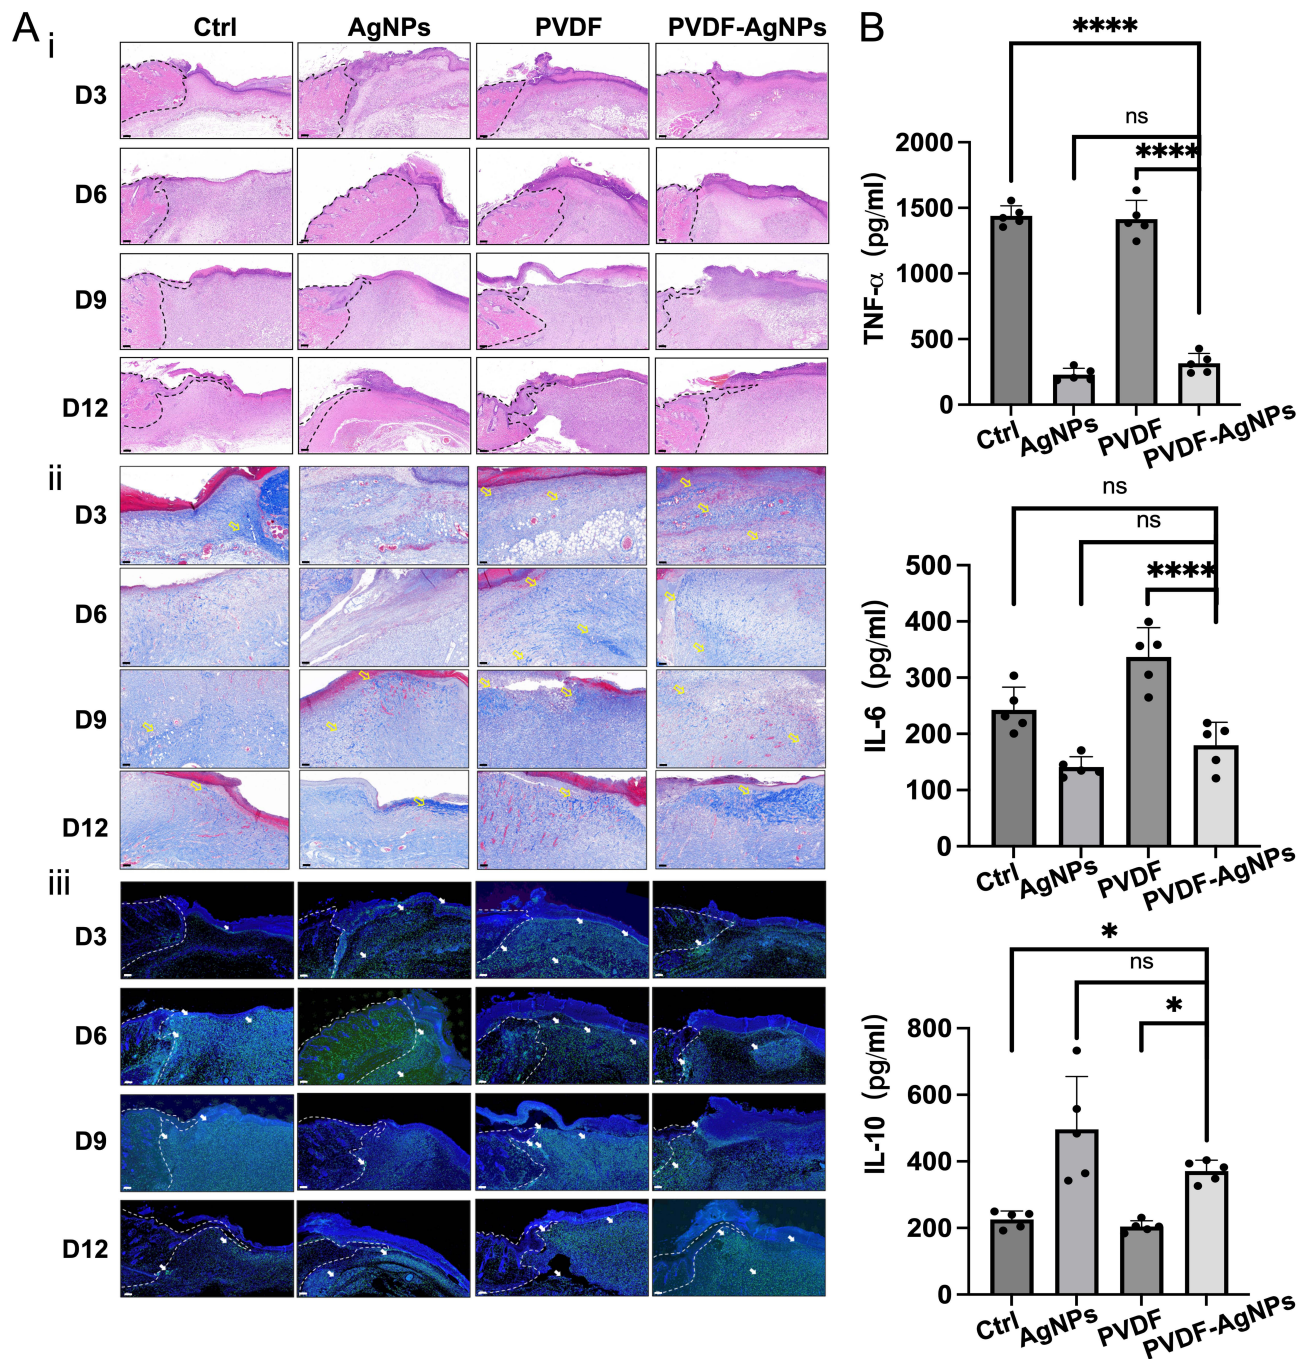 A
i
Ctrl AgNPs PVDF PVDF-AgNPs
D3
D6
D9
D12
ii
D3
D6
D9
D12
iii
D3
D6
D9
D12
B
****
ns
****
TNF-α (pg/ml)
2000
1500
1000
500
0
Ctrl
AgNPs
PVDF
PVDF-AgNPs
ns
ns
****
IL-6 (pg/ml)
500
400
300
200
100
0
Ctrl
AgNPs
PVDF
PVDF-AgNPs
*
ns
*
IL-10 (pg/ml)
800
600
400
200
0
Ctrl
AgNPs
PVDF
PVDF-AgNPs